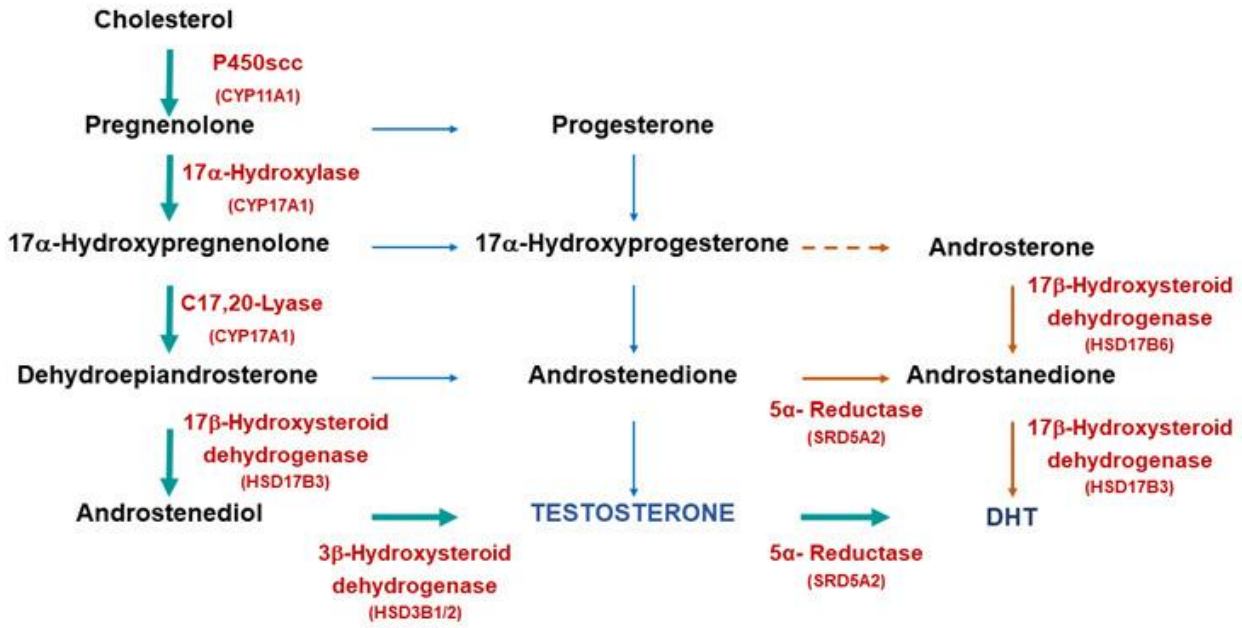 Cholesterol
P450scc
(CYP11A1)
Pregnenolone
Progesterone
17α-Hydroxylase
(CYP17A1)
17α-Hydroxypregnenolone
17α-Hydroxyprogesterone
Androsterone
C17,20-Lyase
(CYP17A1)
17β-Hydroxysteroid
dehydrogenase
(HSD17B6)
Dehydroepiandrosterone
Androstenedione
Androstanedione
17β-Hydroxysteroid
dehydrogenase
(HSD17B3)
5α- Reductase
(SRD5A2)
17β-Hydroxysteroid
dehydrogenase
(HSD17B3)
Androstenediol
TESTOSTERONE
DHT
3β-Hydroxysteroid
dehydrogenase
(HSD3B1/2)
5α- Reductase
(SRD5A2)